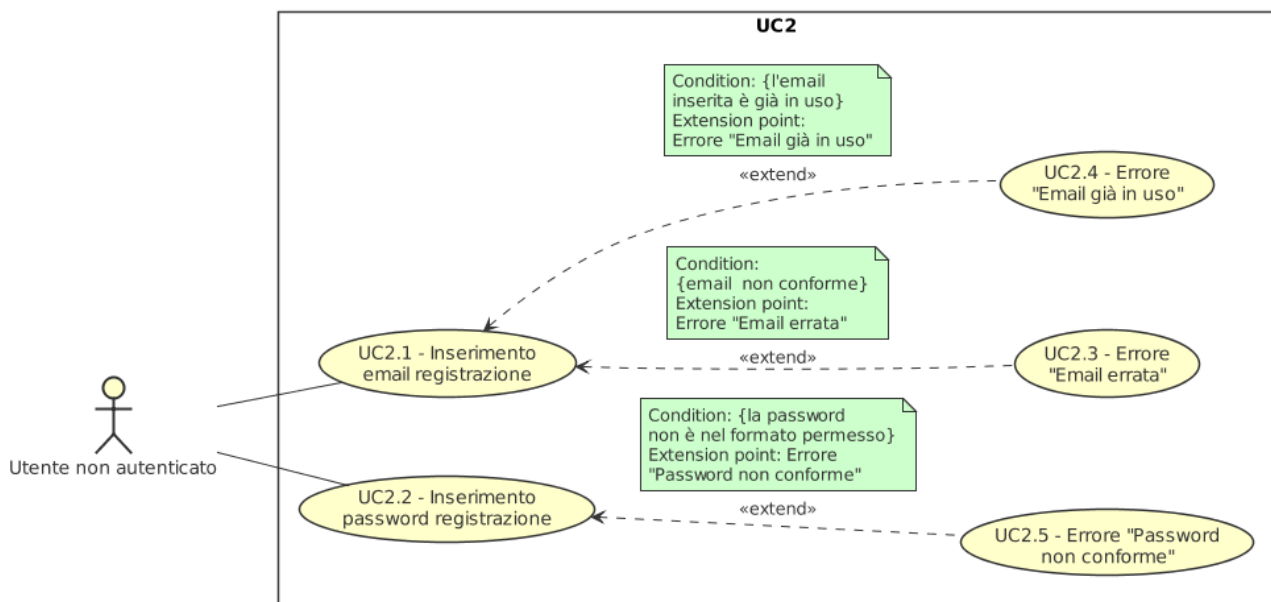 UC2
Condition: {l'email
inserita è già in uso}
Extension point:
Errore "Email già in uso"
«extend»
UC2.4 - Errore
"Email già in uso"
Condition:
{email  non conforme}
Extension point:
Errore "Email errata"
«extend»
UC2.1 - Inserimento
email registrazione
UC2.3 - Errore
"Email errata"
Utente non autenticato
Condition: {la password
non è nel formato permesso}
Extension point: Errore
"Password non conforme"
«extend»
UC2.2 - Inserimento
password registrazione
UC2.5 - Errore "Password
non conforme"